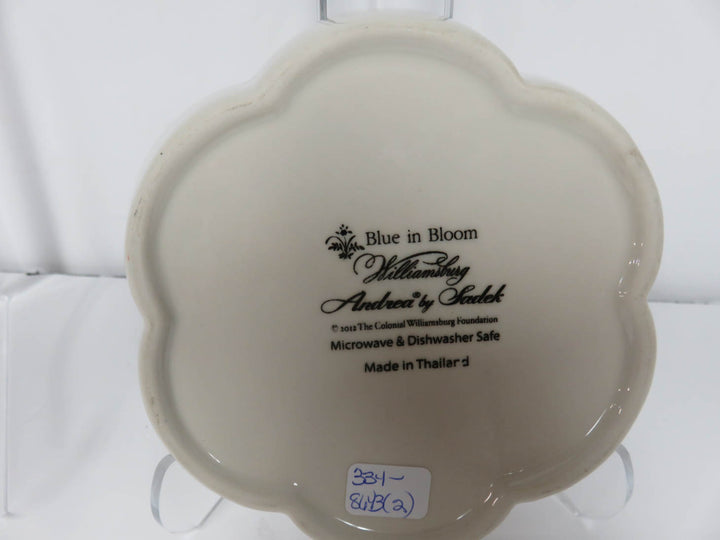 Blue in Bloom
Williamsburg
Andrea® by Sadek
© 2012 The Colonial Williamsburg Foundation
Microwave & Dishwasher Safe
Made in Thailand
334-
8443(2)